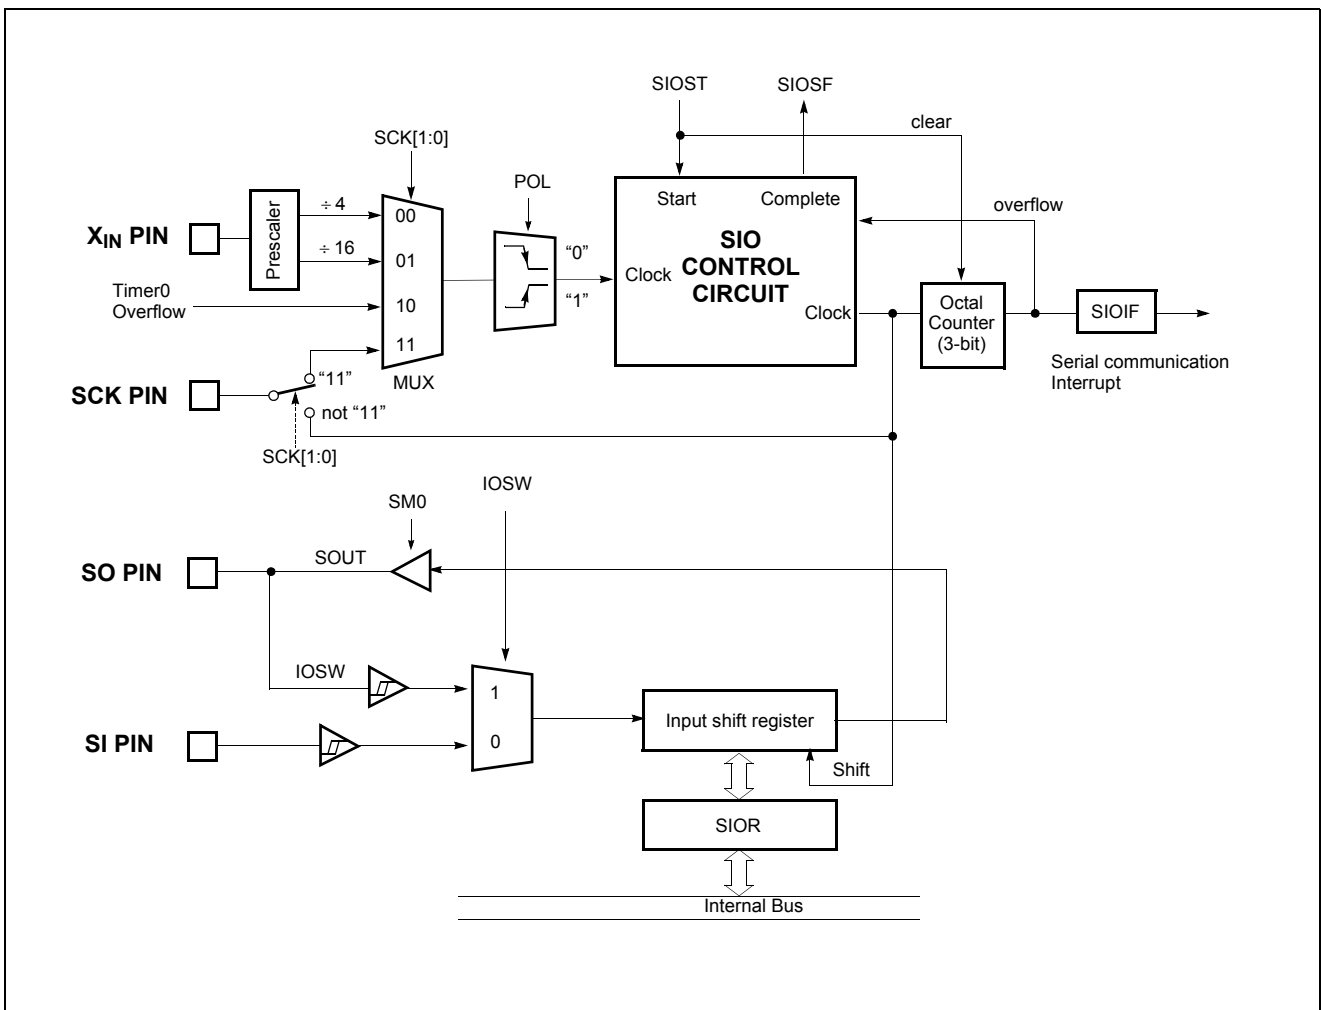 SIOST
SIOSF
clear
SCK[1:0]
POL
Start
Complete
÷ 4
00
overflow
XIN PIN
Prescaler
SIO
CONTROL
CIRCUIT
÷ 16
01
“0”
Clock
“1”
Timer0
Overflow
10
Clock
Octal
Counter
(3-bit)
SIOIF
11
“11”
MUX
Serial communication
Interrupt
SCK PIN
not “11”
SCK[1:0]
IOSW
SM0
SO PIN
SOUT
IOSW
1
Input shift register
SI PIN
0
Shift
SIOR
Internal Bus